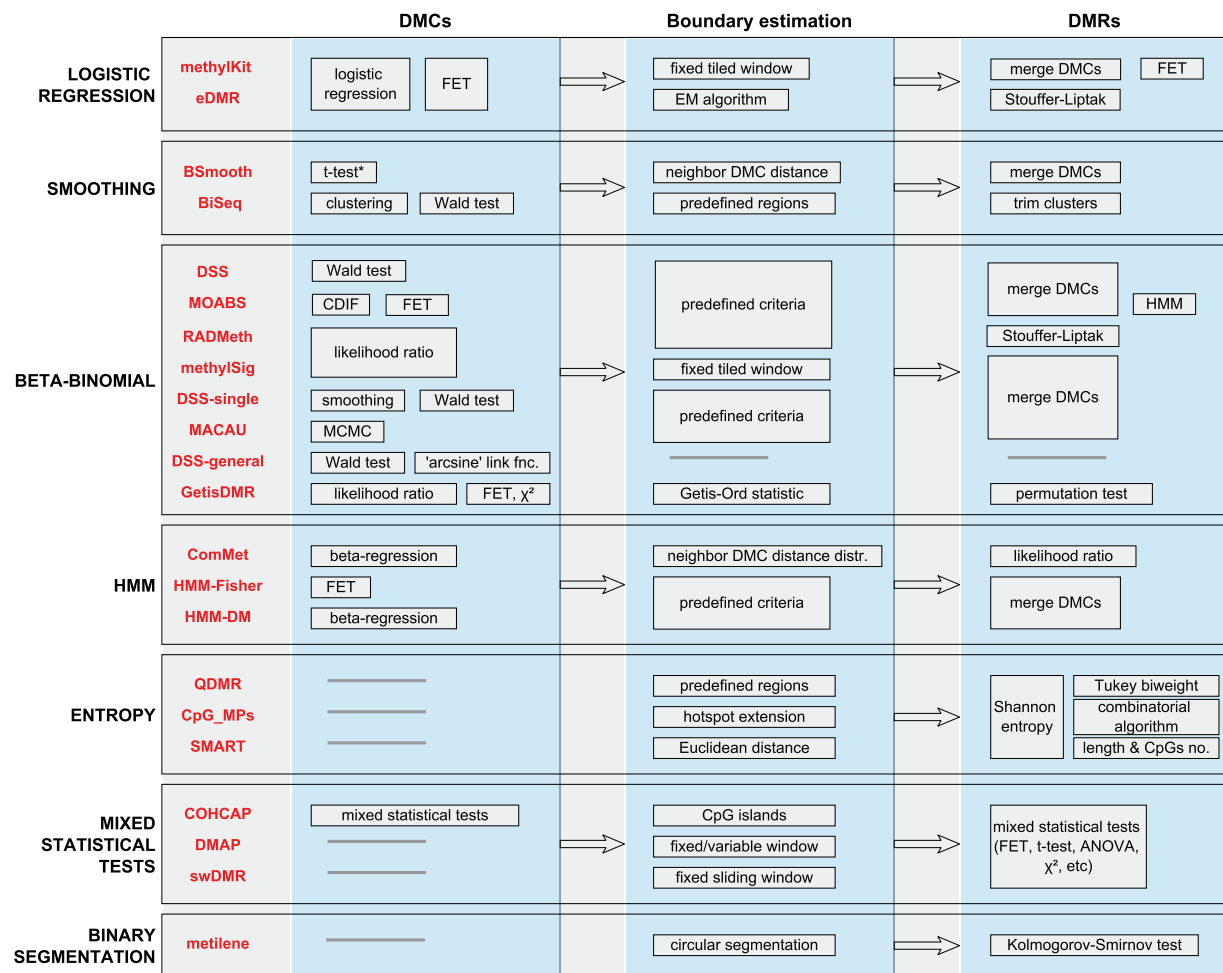 DMCs
Boundary estimation
DMRs
LOGISTIC
REGRESSION
methylKit
eDMR
logistic
regression
FET
fixed tiled window
EM algorithm
merge DMCs
FET
Stouffer-Liptak
SMOOTHING
BSmooth
BiSeq
t-test*
clustering
Wald test
neighbor DMC distance
predefined regions
merge DMCs
trim clusters
BETA-BINOMIAL
DSS
MOABS
RADMeth
methylSig
DSS-single
MACAU
DSS-general
GetisDMR
Wald test
CDIF
FET
likelihood ratio
smoothing
Wald test
MCMC
Wald test
'arcsine' link fnc.
likelihood ratio
FET, χ²
predefined criteria
fixed tiled window
predefined criteria
Getis-Ord statistic
merge DMCs
HMM
Stouffer-Liptak
merge DMCs
permutation test
HMM
ComMet
HMM-Fisher
HMM-DM
beta-regression
FET
beta-regression
neighbor DMC distance distr.
predefined criteria
likelihood ratio
merge DMCs
ENTROPY
QDMR
CpG_MPs
SMART
predefined regions
hotspot extension
Euclidean distance
Shannon
entropy
Tukey biweight
combinatorial
algorithm
length & CpGs no.
MIXED
STATISTICAL
TESTS
COHCAP
DMAP
swDMR
mixed statistical tests
CpG islands
fixed/variable window
fixed sliding window
mixed statistical tests
(FET, t-test, ANOVA,
χ², etc)
BINARY
SEGMENTATION
metilene
circular segmentation
Kolmogorov-Smirnov test